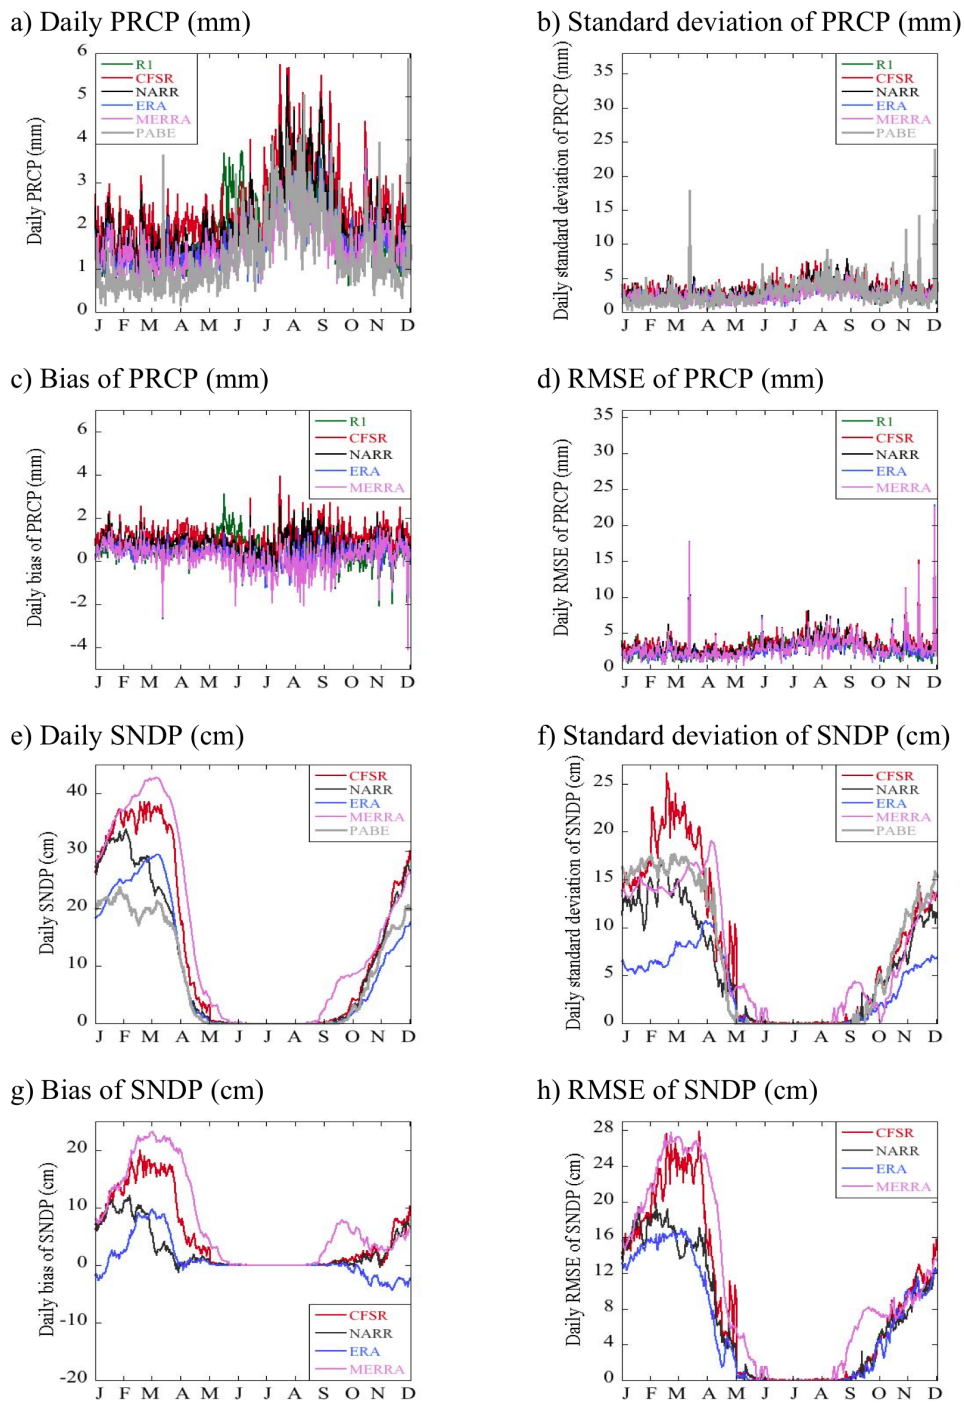 a) Daily PRCP (mm)
b) Standard deviation of PRCP (mm)
Daily PRCP (mm)
6
5
4
3
2
1
0
R1
CFSR
NARR
ERA
MERRA
PABE
J F M A M J J A S O N D
Daily standard deviation of PRCP (mm)
35
30
25
20
15
10
5
0
R1
CFSR
NARR
ERA
MERRA
PABE
J F M A M J J A S O N D
c) Bias of PRCP (mm)
d) RMSE of PRCP (mm)
Daily bias of PRCP (mm)
6
4
2
0
-2
-4
R1
CFSR
NARR
ERA
MERRA
J F M A M J J A S O N D
Daily RMSE of PRCP (mm)
35
30
25
20
15
10
5
0
R1
CFSR
NARR
ERA
MERRA
J F M A M J J A S O N D
e) Daily SNDP (cm)
f) Standard deviation of SNDP (cm)
Daily SNDP (cm)
40
30
20
10
0
CFSR
NARR
ERA
MERRA
PABE
J F M A M J J A S O N D
Daily standard deviation of SNDP (cm)
25
20
15
10
5
0
CFSR
NARR
ERA
MERRA
PABE
J F M A M J J A S O N D
g) Bias of SNDP (cm)
h) RMSE of SNDP (cm)
Daily bias of SNDP (cm)
20
10
0
-10
-20
CFSR
NARR
ERA
MERRA
J F M A M J J A S O N D
Daily RMSE of SNDP (cm)
28
24
20
16
12
8
4
0
CFSR
NARR
ERA
MERRA
J F M A M J J A S O N D